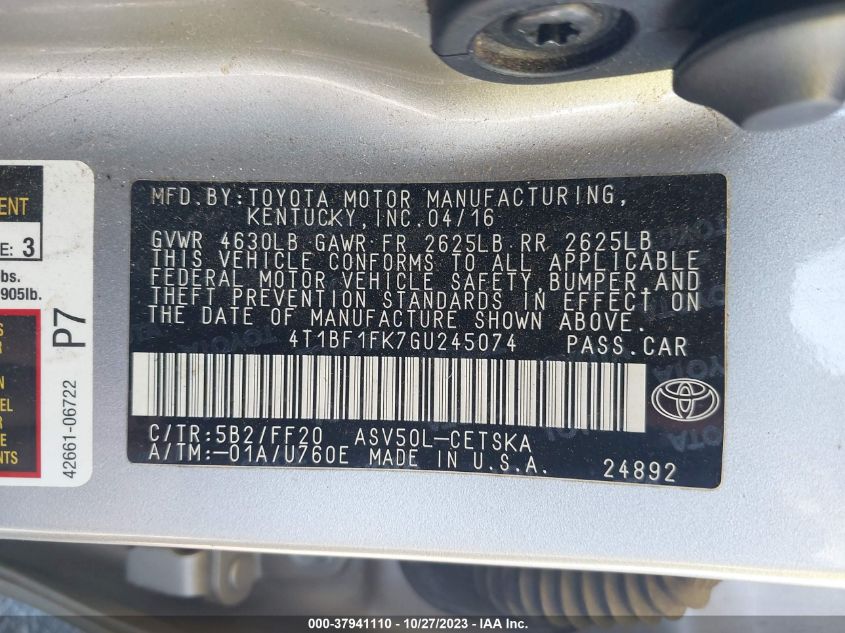 MFD.BY:TOYOTA MOTOR MANUFACTURING,
KENTUCKY,INC.04/16
GVWR 4630LB GAWR FR 2625LB RR 2625LB
THIS VEHICLE CONFORMS TO ALL APPLICABLE
FEDERAL MOTOR VEHICLE SAFETY,BUMPER,AND
THEFT PREVENTION STANDARDS IN EFFECT ON
THE DATE OF MANUFACTURE SHOWN ABOVE.
4T1BF1FK7GU245074 PASS.CAR
C/TR:5B2/FF20 ASV50L-CETSKA
A/TM:-01A/U760E MADE IN U.S.A.
24892
E: 3
bs.
905lb.
P7
42661-06722
000-37941110 | 10/27/2023 | IAA Inc.